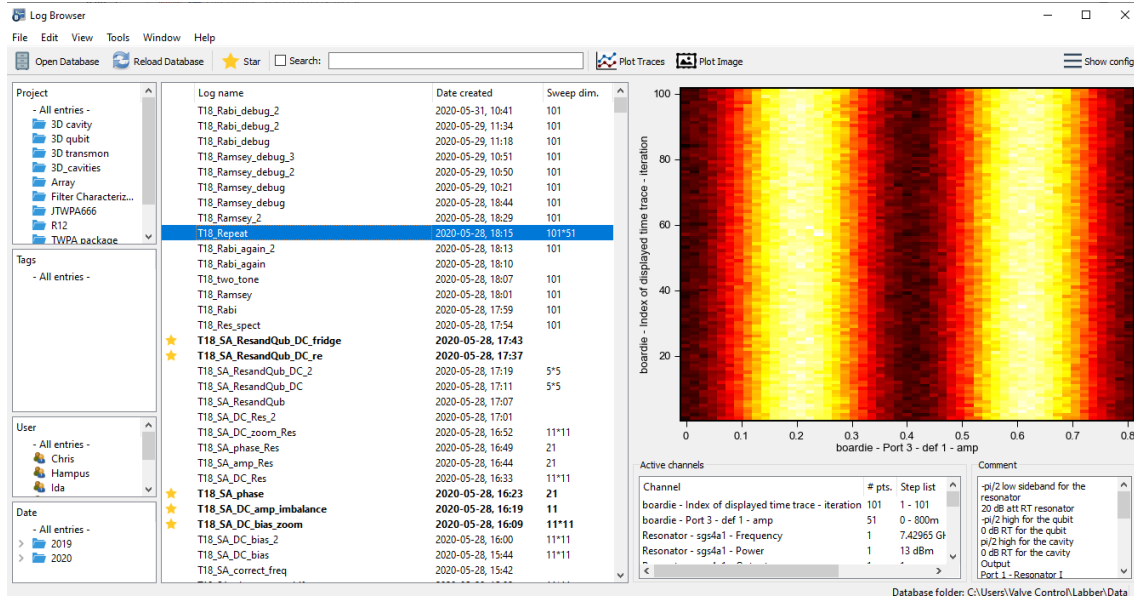 Log Browser
File Edit View Tools Window Help
Open Database Reload Database Star Search: Plot Traces Plot Image Show config
Project
- All entries -
3D cavity
3D qubit
3D transmon
3D_cavities
Array
Filter Characteriz...
JTWPA666
R12
TWPA package
Tags
- All entries -
User
- All entries -
Chris
Hampus
Ida
Date
- All entries -
2019
2020
Log name Date created Sweep dim.
T18_Rabi_debug_2 2020-05-31, 10:41 101
T18_Rabi_debug_2 2020-05-29, 11:34 101
T18_Rabi_debug 2020-05-29, 11:18 101
T18_Ramsey_debug_3 2020-05-29, 10:51 101
T18_Ramsey_debug_2 2020-05-29, 10:50 101
T18_Ramsey_debug 2020-05-29, 10:21 101
T18_Ramsey_debug 2020-05-28, 18:44 101
T18_Ramsey_2 2020-05-28, 18:29 101
T18_Repeat 2020-05-28, 18:15 101*51
T18_Rabi_again_2 2020-05-28, 18:13 101
T18_Rabi_again 2020-05-28, 18:10
T18_two_tone 2020-05-28, 18:07 101
T18_Ramsey 2020-05-28, 18:01 101
T18_Rabi 2020-05-28, 17:59 101
T18_Res_spect 2020-05-28, 17:54 101
T18_SA_ResandQub_DC_fridge 2020-05-28, 17:43
T18_SA_ResandQub_DC_re 2020-05-28, 17:37
T18_SA_ResandQub_DC_2 2020-05-28, 17:19 5*5
T18_SA_ResandQub_DC 2020-05-28, 17:11 5*5
T18_SA_ResandQub 2020-05-28, 17:07
T18_SA_DC_Res_2 2020-05-28, 17:01
T18_SA_DC_zoom_Res 2020-05-28, 16:52 11*11
T18_SA_phase_Res 2020-05-28, 16:49 21
T18_SA_amp_Res 2020-05-28, 16:44 21
T18_SA_DC_Res 2020-05-28, 16:33 11*11
T18_SA_phase 2020-05-28, 16:23 21
T18_SA_DC_amp_imbalance 2020-05-28, 16:19 11
T18_SA_DC_bias_zoom 2020-05-28, 16:09 11*11
T18_SA_DC_bias_2 2020-05-28, 16:00 11*11
T18_SA_DC_bias 2020-05-28, 15:44 11*11
T18_SA_correct_freq 2020-05-28, 15:42
boardie - Index of displayed time trace - iteration
100
80
60
40
20
0 0.1 0.2 0.3 0.4 0.5 0.6 0.7 0.8
boardie - Port 3 - def 1 - amp
Active channels
Channel # pts. Step list
boardie - Index of displayed time trace - iteration 101 1 - 101
boardie - Port 3 - def 1 - amp 51 0 - 800m
Resonator - sgs4a1 - Frequency 1 7.42965 GH
Resonator - sgs4a1 - Power 1 13 dBm
Comment
-pi/2 low sideband for the
resonator
20 dB att RT resonator
-pi/2 high for the qubit
0 dB RT for the qubit
pi/2 high for the cavity
0 dB RT for the cavity
Output
Port 1 - Resonator I
Database folder: C:\Users\Valve Control\Labber\Data